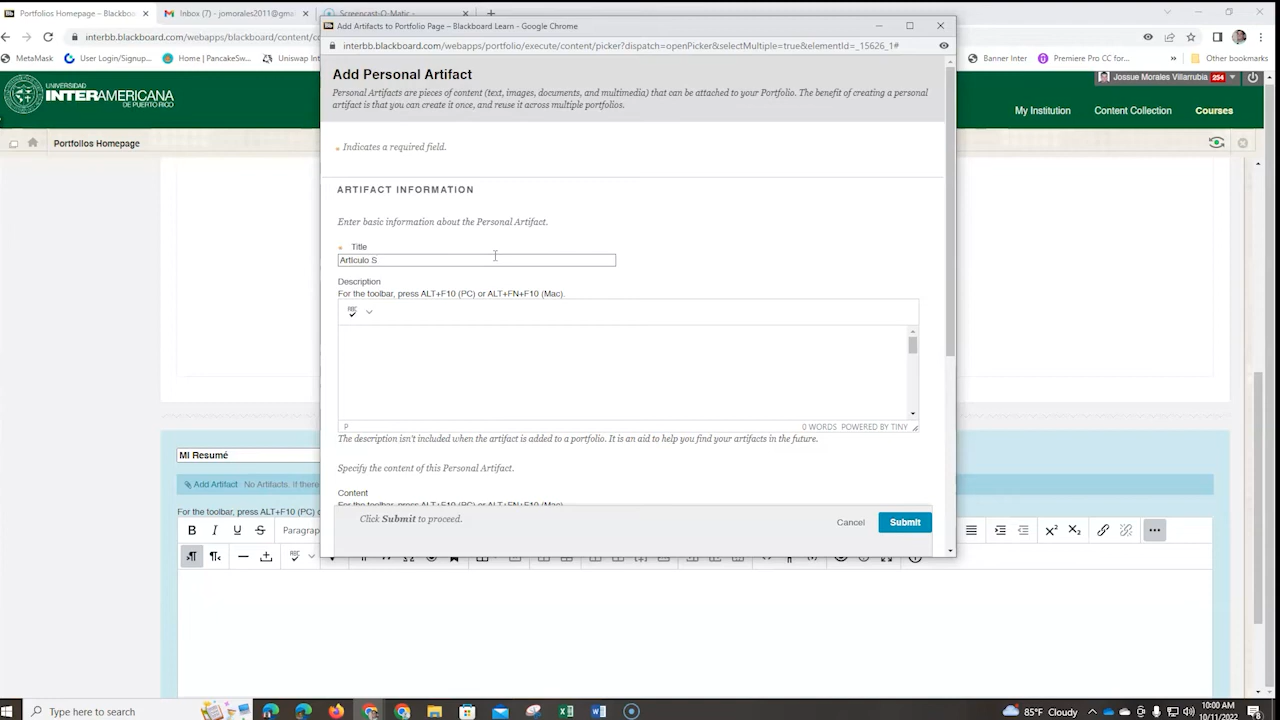 Portfolios Homepage – Blackboa
Inbox (7) - jomorales2011@gma
Screencast-O-Matic -
Add Artifacts to Portfolio Page – Blackboard Learn - Google Chrome
interbb.blackboard.com/webapps/blackboard/content/co
interbb.blackboard.com/webapps/portfolio/execute/content/picker?dispatch=openPicker&selectMultiple=true&elementId=_15626_1#
MetaMask
User Login/Signup...
Home | PancakeSw...
Uniswap Int
Banner Inter
Premiere Pro CC for...
Other bookmarks
UNIVERSIDAD
INTERAMERICANA
DE PUERTO RICO
Josue Morales Villarrubia 254
My Institution
Content Collection
Courses
Portfolios Homepage
Add Personal Artifact
Personal Artifacts are pieces of content (text, images, documents, and multimedia) that can be attached to your Portfolio. The benefit of creating a personal
artifact is that you can create it once, and reuse it across multiple portfolios.
* Indicates a required field.
ARTIFACT INFORMATION
Enter basic information about the Personal Artifact.
* Title
Articulo S
Description
For the toolbar, press ALT+F10 (PC) or ALT+FN+F10 (Mac).
P
0 WORDS POWERED BY TINY
The description isn't included when the artifact is added to a portfolio. It is an aid to help you find your artifacts in the future.
Specify the content of this Personal Artifact.
Content
For the toolbar, press ALT+F10 (PC) or ALT+FN+F10 (Mac).
Click Submit to proceed.
Cancel
Submit
MI Resumé
Add Artifact No Artifacts. If there
For the toolbar, press ALT+F10 (PC) o
B I U S Paragra
Type here to search
85°F Cloudy
10:00 AM
10/11/2022